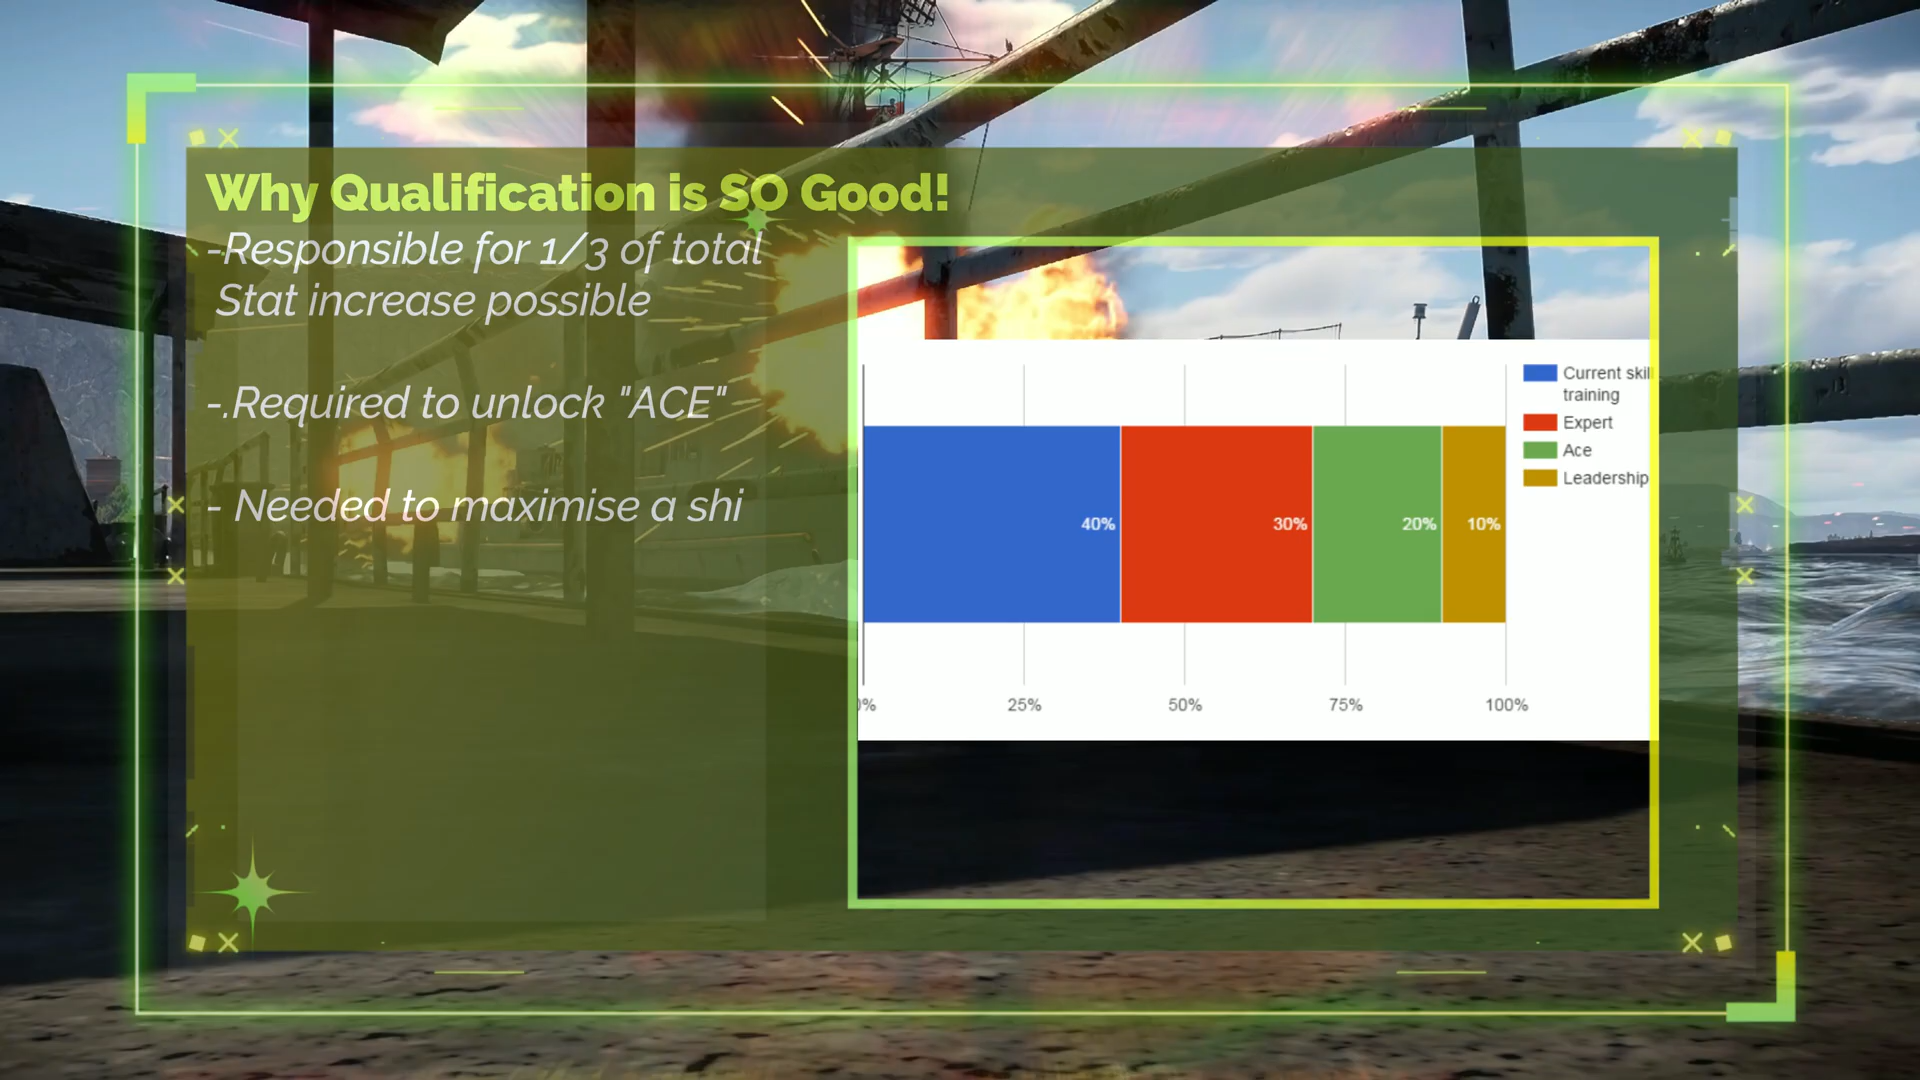 Why Qualification is SO Good!
-Responsible for 1/3 of total
Stat increase possible
-.Required to unlock "ACE"
- Needed to maximise a shi
Current skil
training
Expert
Ace
Leadership
40%
30%
20%
10%
0%
25%
50%
75%
100%